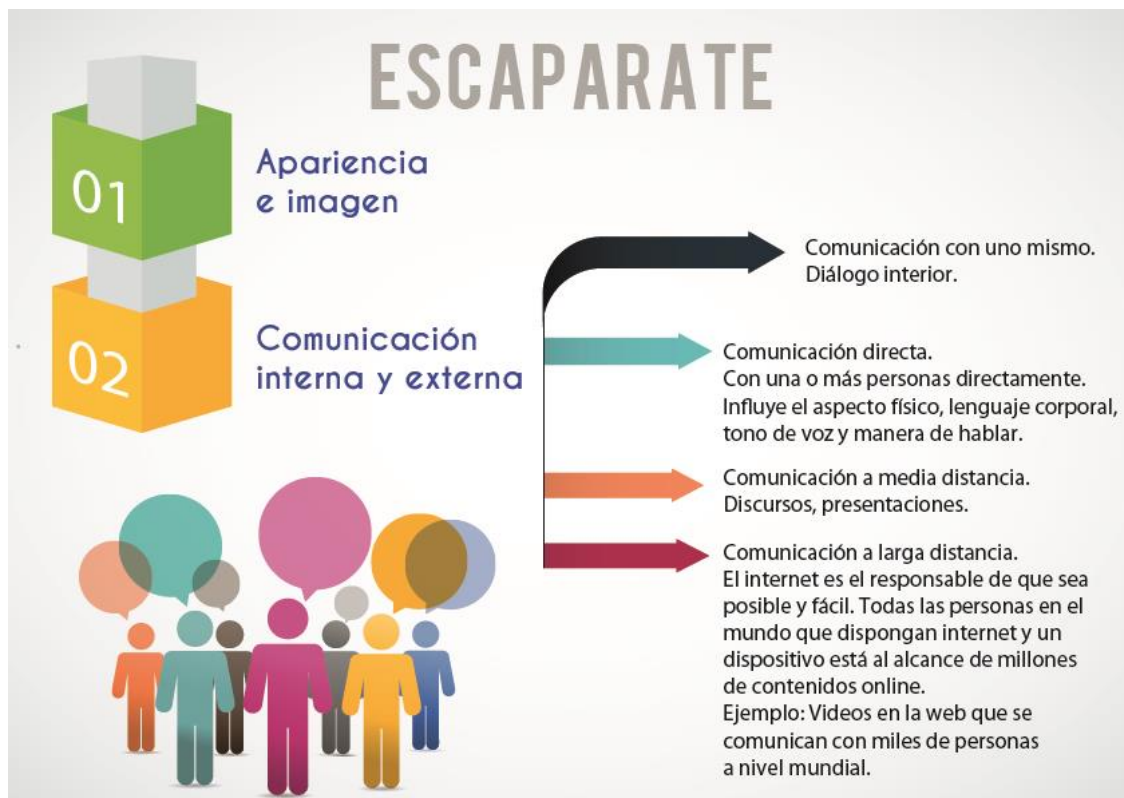 ESCAPARATE
01
Apariencia
e imagen
02
Comunicación
interna y externa
Comunicación con uno mismo.
Diálogo interior.
Comunicación directa.
Con una o más personas directamente.
Influye el aspecto físico, lenguaje corporal,
tono de voz y manera de hablar.
Comunicación a media distancia.
Discursos, presentaciones.
Comunicación a larga distancia.
El internet es el responsable de que sea
posible y fácil. Todas las personas en el
mundo que dispongan internet y un
dispositivo está al alcance de millones
de contenidos online.
Ejemplo: Videos en la web que se
comunican con miles de personas
a nivel mundial.